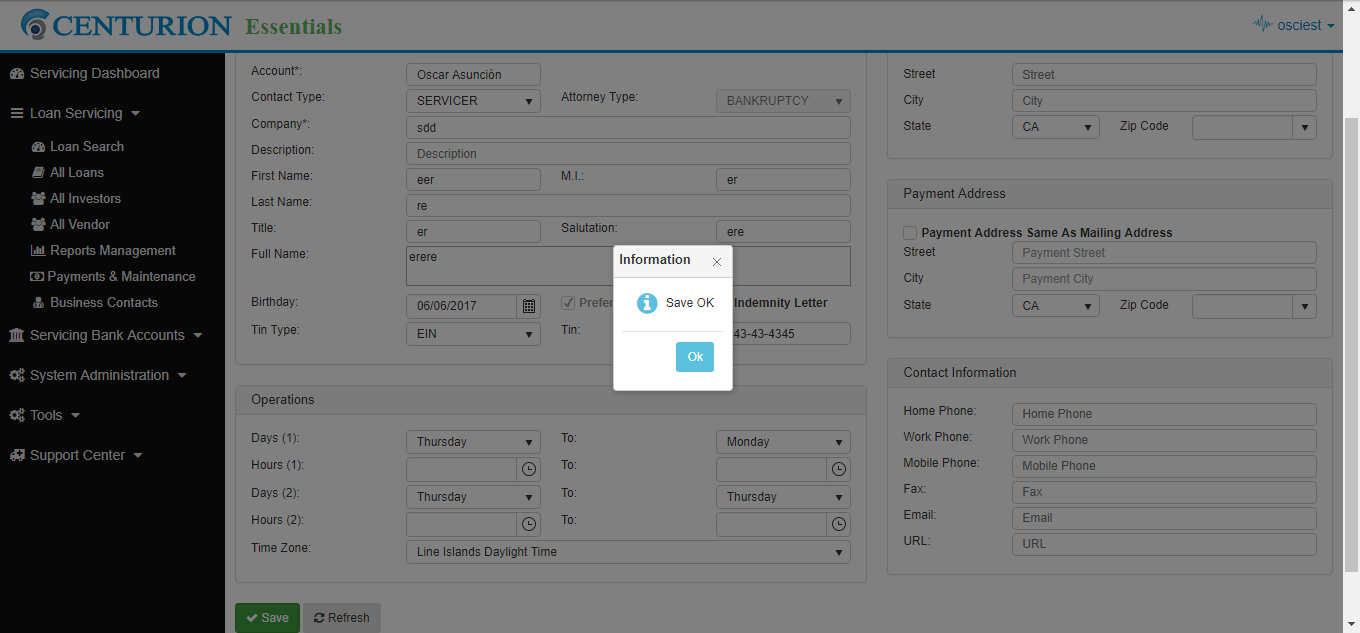 CENTURION Essentials
osciest
Servicing Dashboard
Loan Servicing
Loan Search
All Loans
All Investors
All Vendor
Reports Management
Payments & Maintenance
Business Contacts
Servicing Bank Accounts
System Administration
Tools
Support Center
Account*: Oscar Asunción
Contact Type: SERVICER Attorney Type: BANKRUPTCY
Company*: sdd
Description: Description
First Name: eer M.I.: er
Last Name: re
Title: er Salutation: ere
Full Name: erere
Birthday: 06/06/2017 Indemnity Letter
Tin Type: EIN Tin: 43-43-4345
Information
Save OK
Ok
Operations
Days (1): Thursday To: Monday
Hours (1): To:
Days (2): Thursday To: Thursday
Hours (2): To:
Time Zone: Line Islands Daylight Time
Save Refresh
Street Street
City City
State CA Zip Code
Payment Address
Payment Address Same As Mailing Address
Street Payment Street
City Payment City
State CA Zip Code
Contact Information
Home Phone: Home Phone
Work Phone: Work Phone
Mobile Phone: Mobile Phone
Fax: Fax
Email: Email
URL: URL